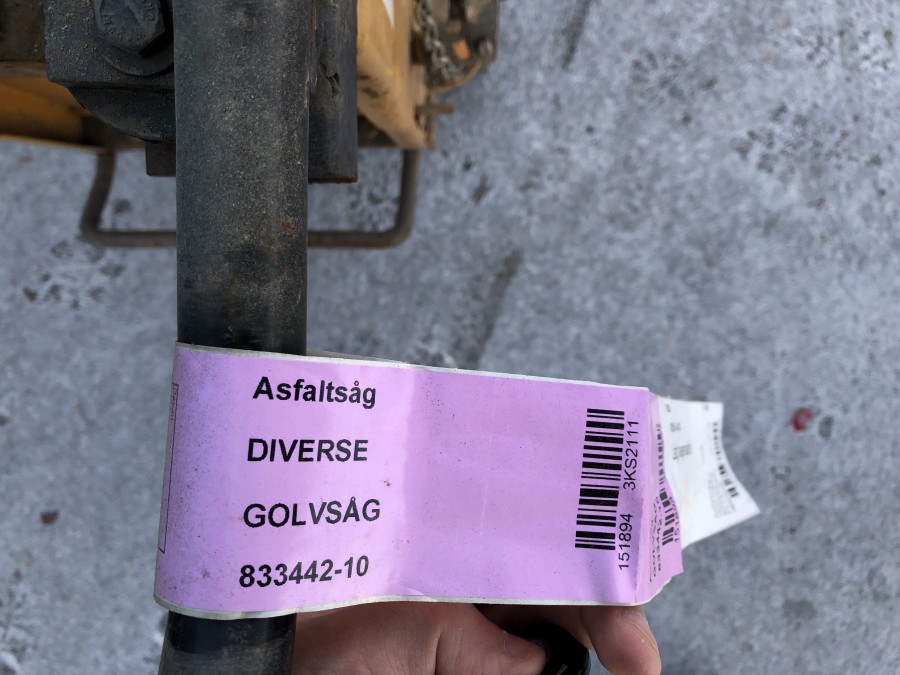 Asfaltsåg
DIVERSE
GOLVSÅG
833442-10
151894 3KS2111